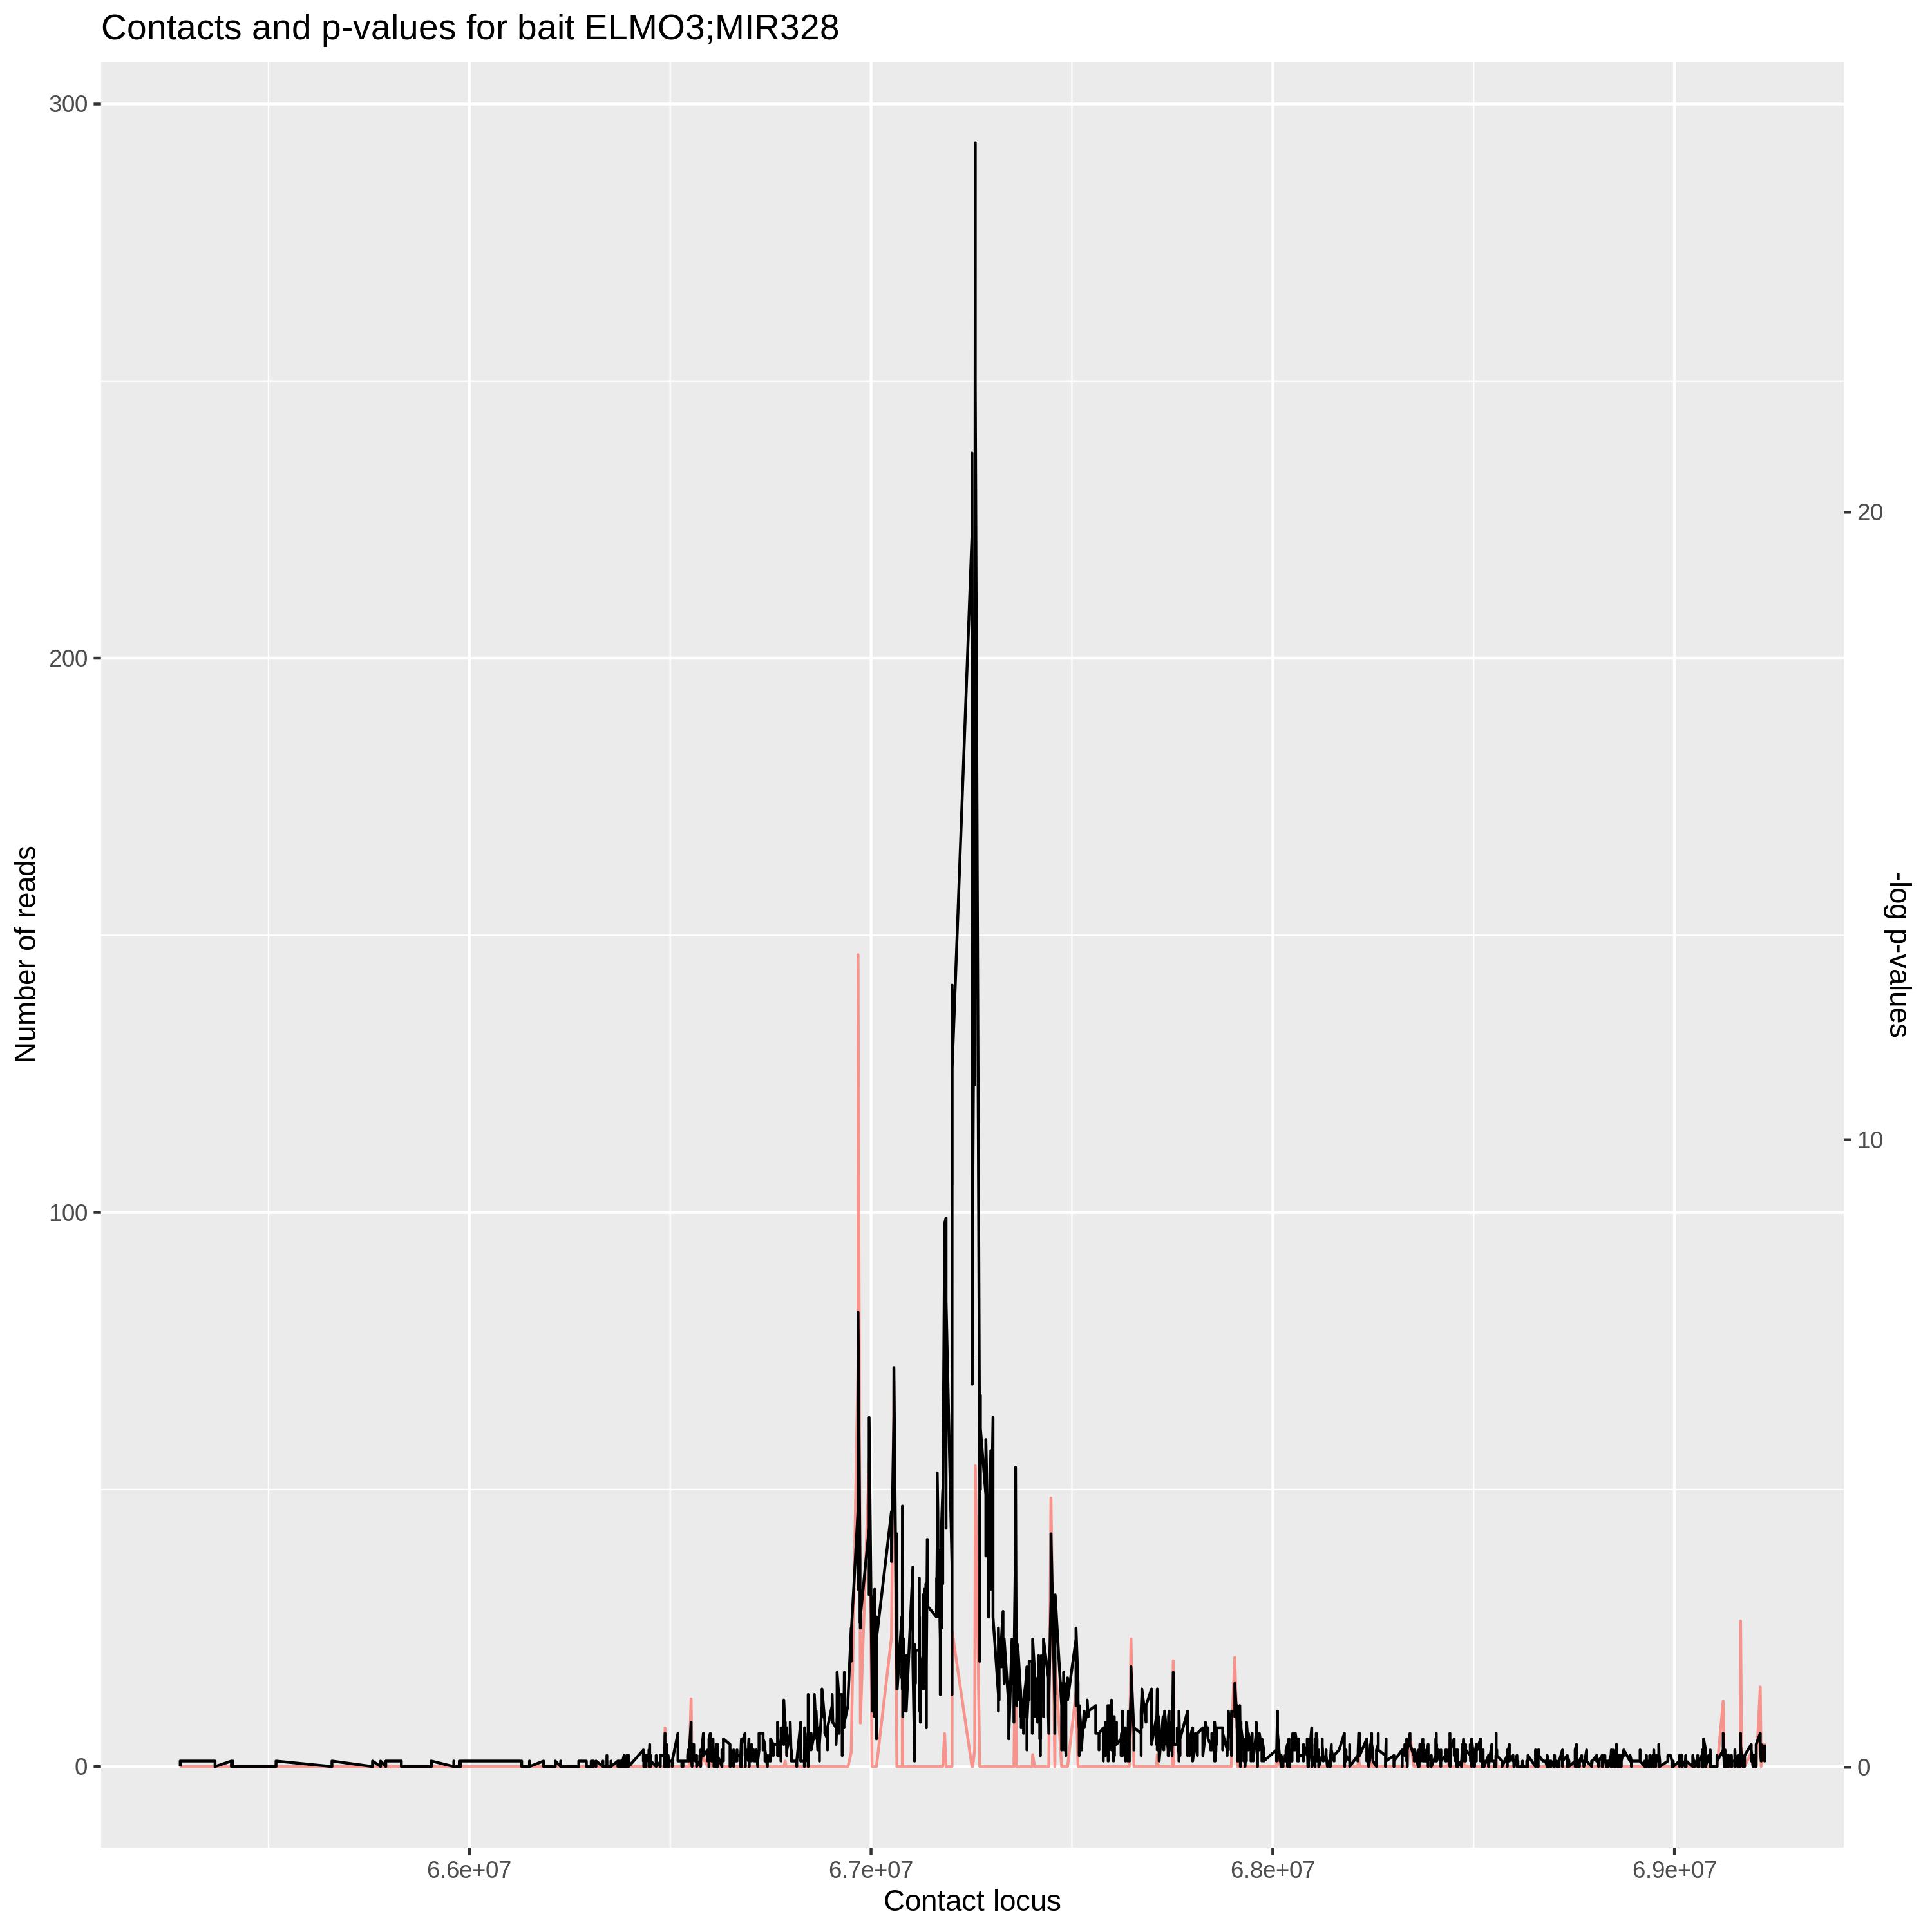 Contacts and p-values for bait ELMO3;MIR328
300
200
100
0
20
10
0
Number of reads
-log p-values
6.6e+07
6.7e+07
6.8e+07
6.9e+07
Contact locus